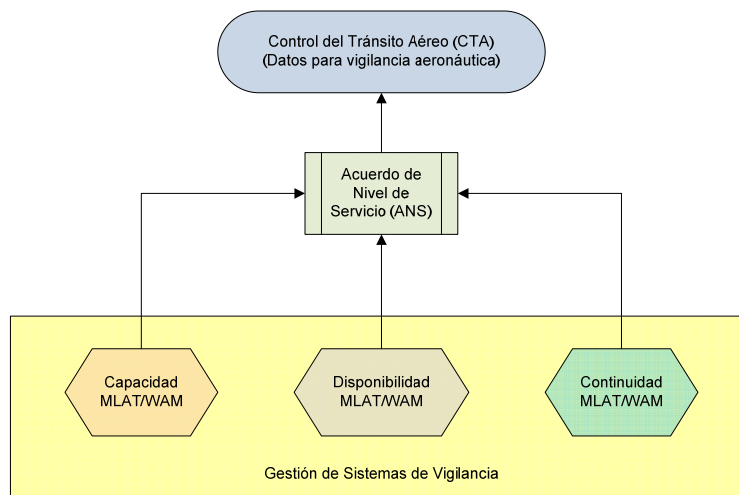 Control del Tránsito Aéreo (CTA)
(Datos para vigilancia aeronáutica)
Acuerdo de
Nivel de
Servicio (ANS)
Capacidad
MLAT/WAM
Disponibilidad
MLAT/WAM
Continuidad
MLAT/WAM
Gestión de Sistemas de Vigilancia